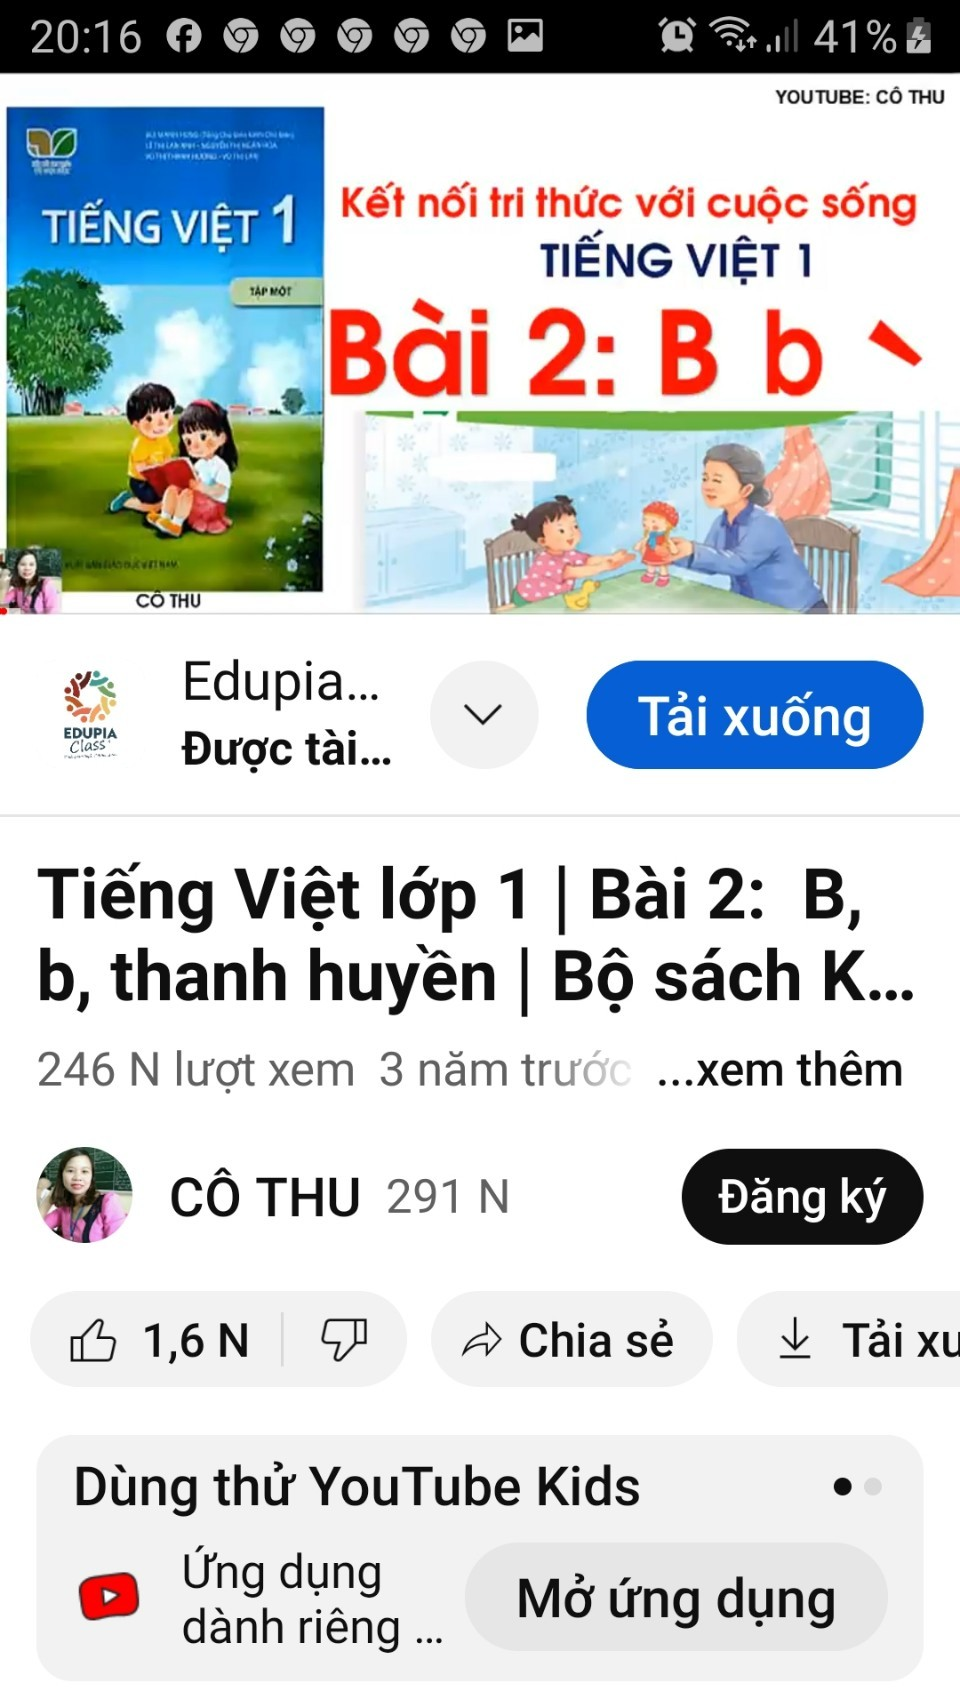 20:16
41%
YOUTUBE: CÔ THU
TIẾNG VIỆT 1
TẬP MỘT
CÔ THU
Kết nối tri thức với cuộc sống
TIẾNG VIỆT 1
Bài 2: B b `
EDUPIA
Class
Edupia...
Được tài...
Tải xuống
Tiếng Việt lớp 1 | Bài 2: B,
b, thanh huyền | Bộ sách K...
246 N lượt xem 3 năm trước ...xem thêm
CÔ THU 291 N
Đăng ký
1,6 N
Chia sẻ
Tải xu
Dùng thử YouTube Kids
Ứng dụng
dành riêng ...
Mở ứng dụng